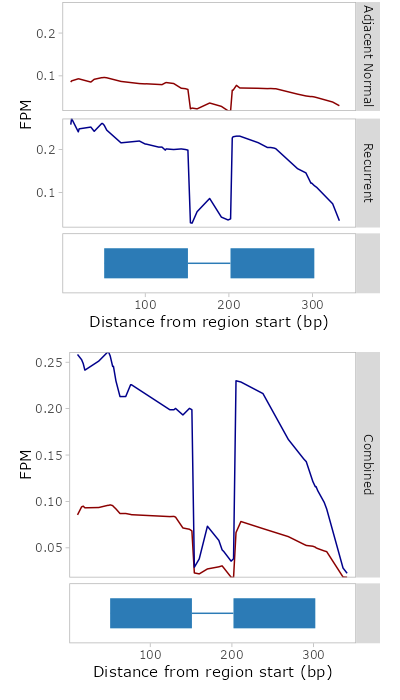 Adjacent Normal
0.2
0.1
FPM
Recurrent
0.2
0.1
100 200 300
Distance from region start (bp)
0.25
0.20
0.15
0.10
0.05
FPM
Combined
100 200 300
Distance from region start (bp)